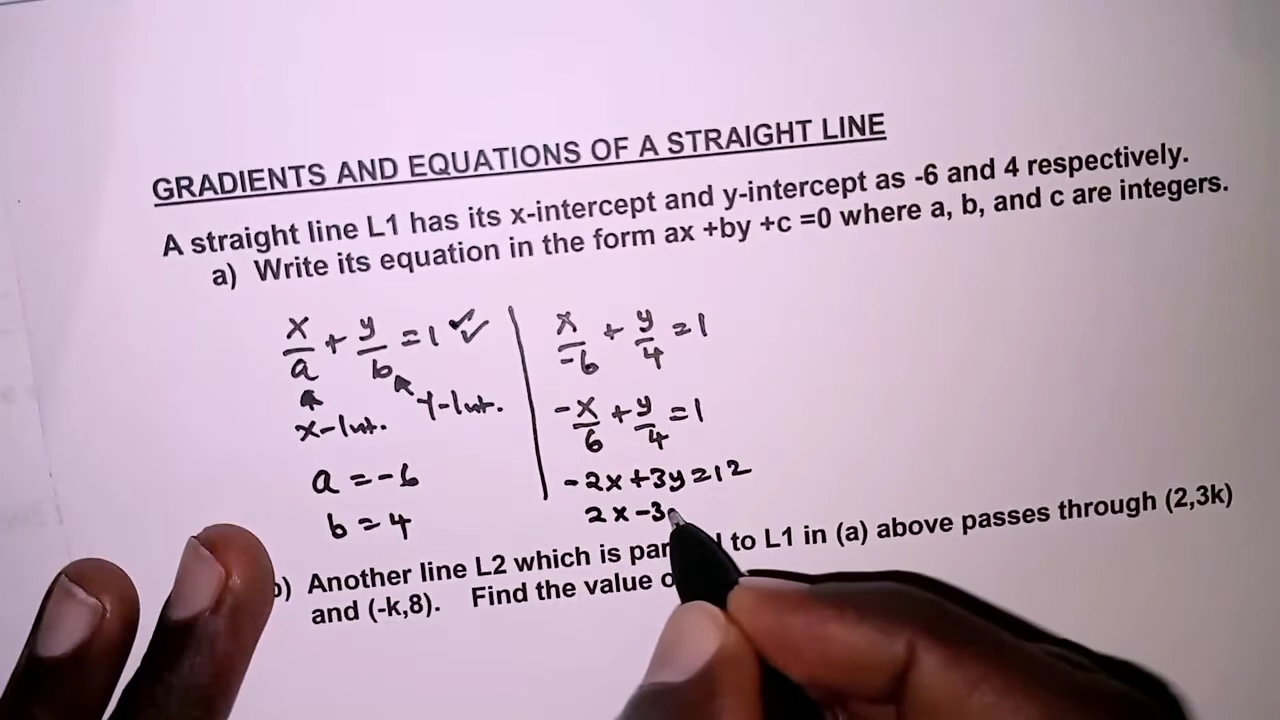 GRADIENTS AND EQUATIONS OF A STRAIGHT LINE
A straight line L1 has its x-intercept and y-intercept as -6 and 4 respectively.
a) Write its equation in the form ax +by +c =0 where a, b, and c are integers.
x/a + y/b = 1
x-Int.
Y-Int.
a = -6
b = 4
x/-6 + y/4 = 1
-x/6 + y/4 = 1
-2x+3y=12
2x-3
Another line L2 which is to L1 in (a) above passes through (2,3k)
and (-k,8). Find the value